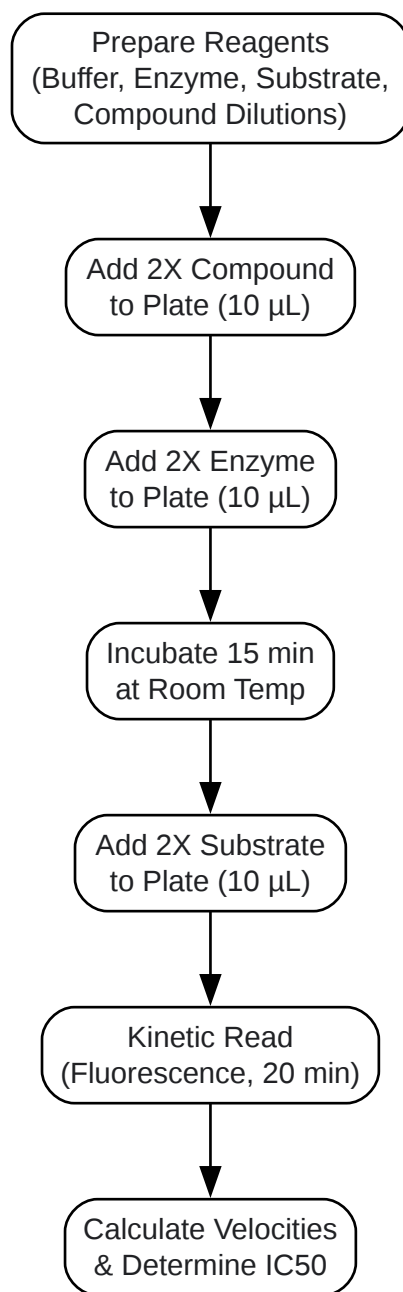 Prepare Reagents
(Buffer, Enzyme, Substrate,
Compound Dilutions)
Add 2X Compound
to Plate (10 µL)
Add 2X Enzyme
to Plate (10 µL)
Incubate 15 min
at Room Temp
Add 2X Substrate
to Plate (10 µL)
Kinetic Read
(Fluorescence, 20 min)
Calculate Velocities
& Determine IC50